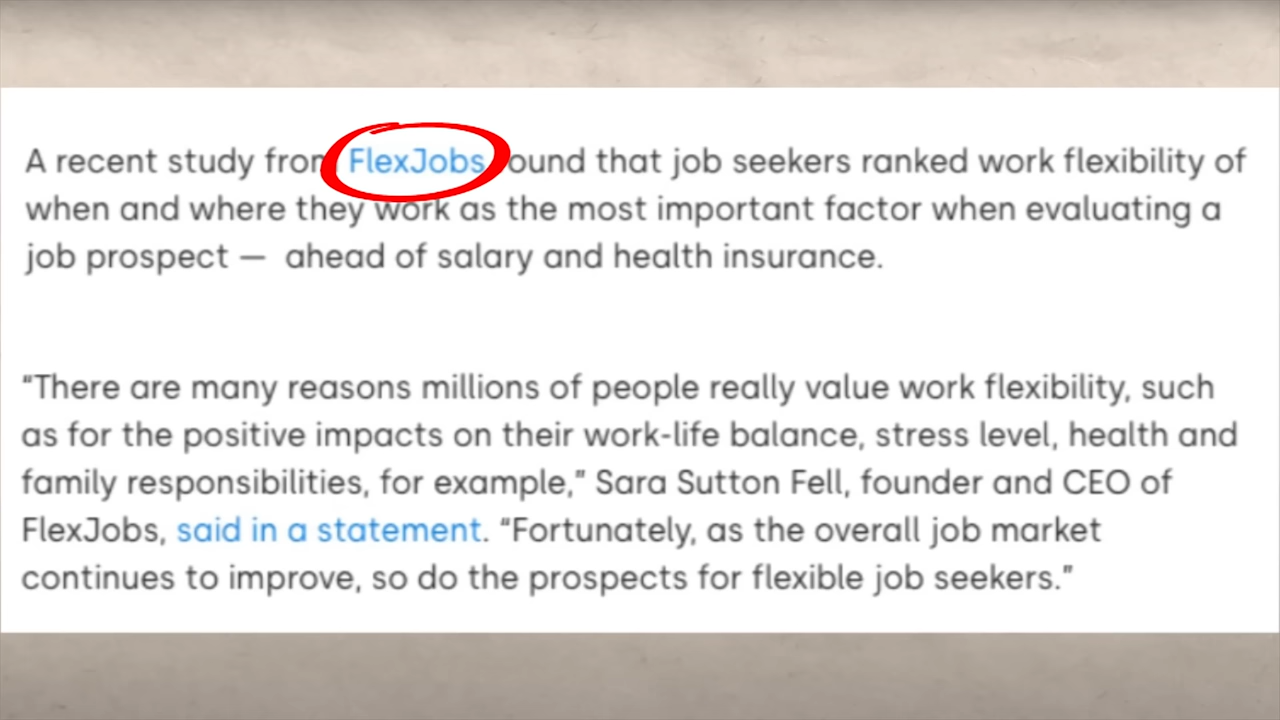 A recent study from FlexJobs found that job seekers ranked work flexibility of
when and where they work as the most important factor when evaluating a
job prospect — ahead of salary and health insurance.
“There are many reasons millions of people really value work flexibility, such
as for the positive impacts on their work-life balance, stress level, health and
family responsibilities, for example,” Sara Sutton Fell, founder and CEO of
FlexJobs, said in a statement. “Fortunately, as the overall job market
continues to improve, so do the prospects for flexible job seekers.”